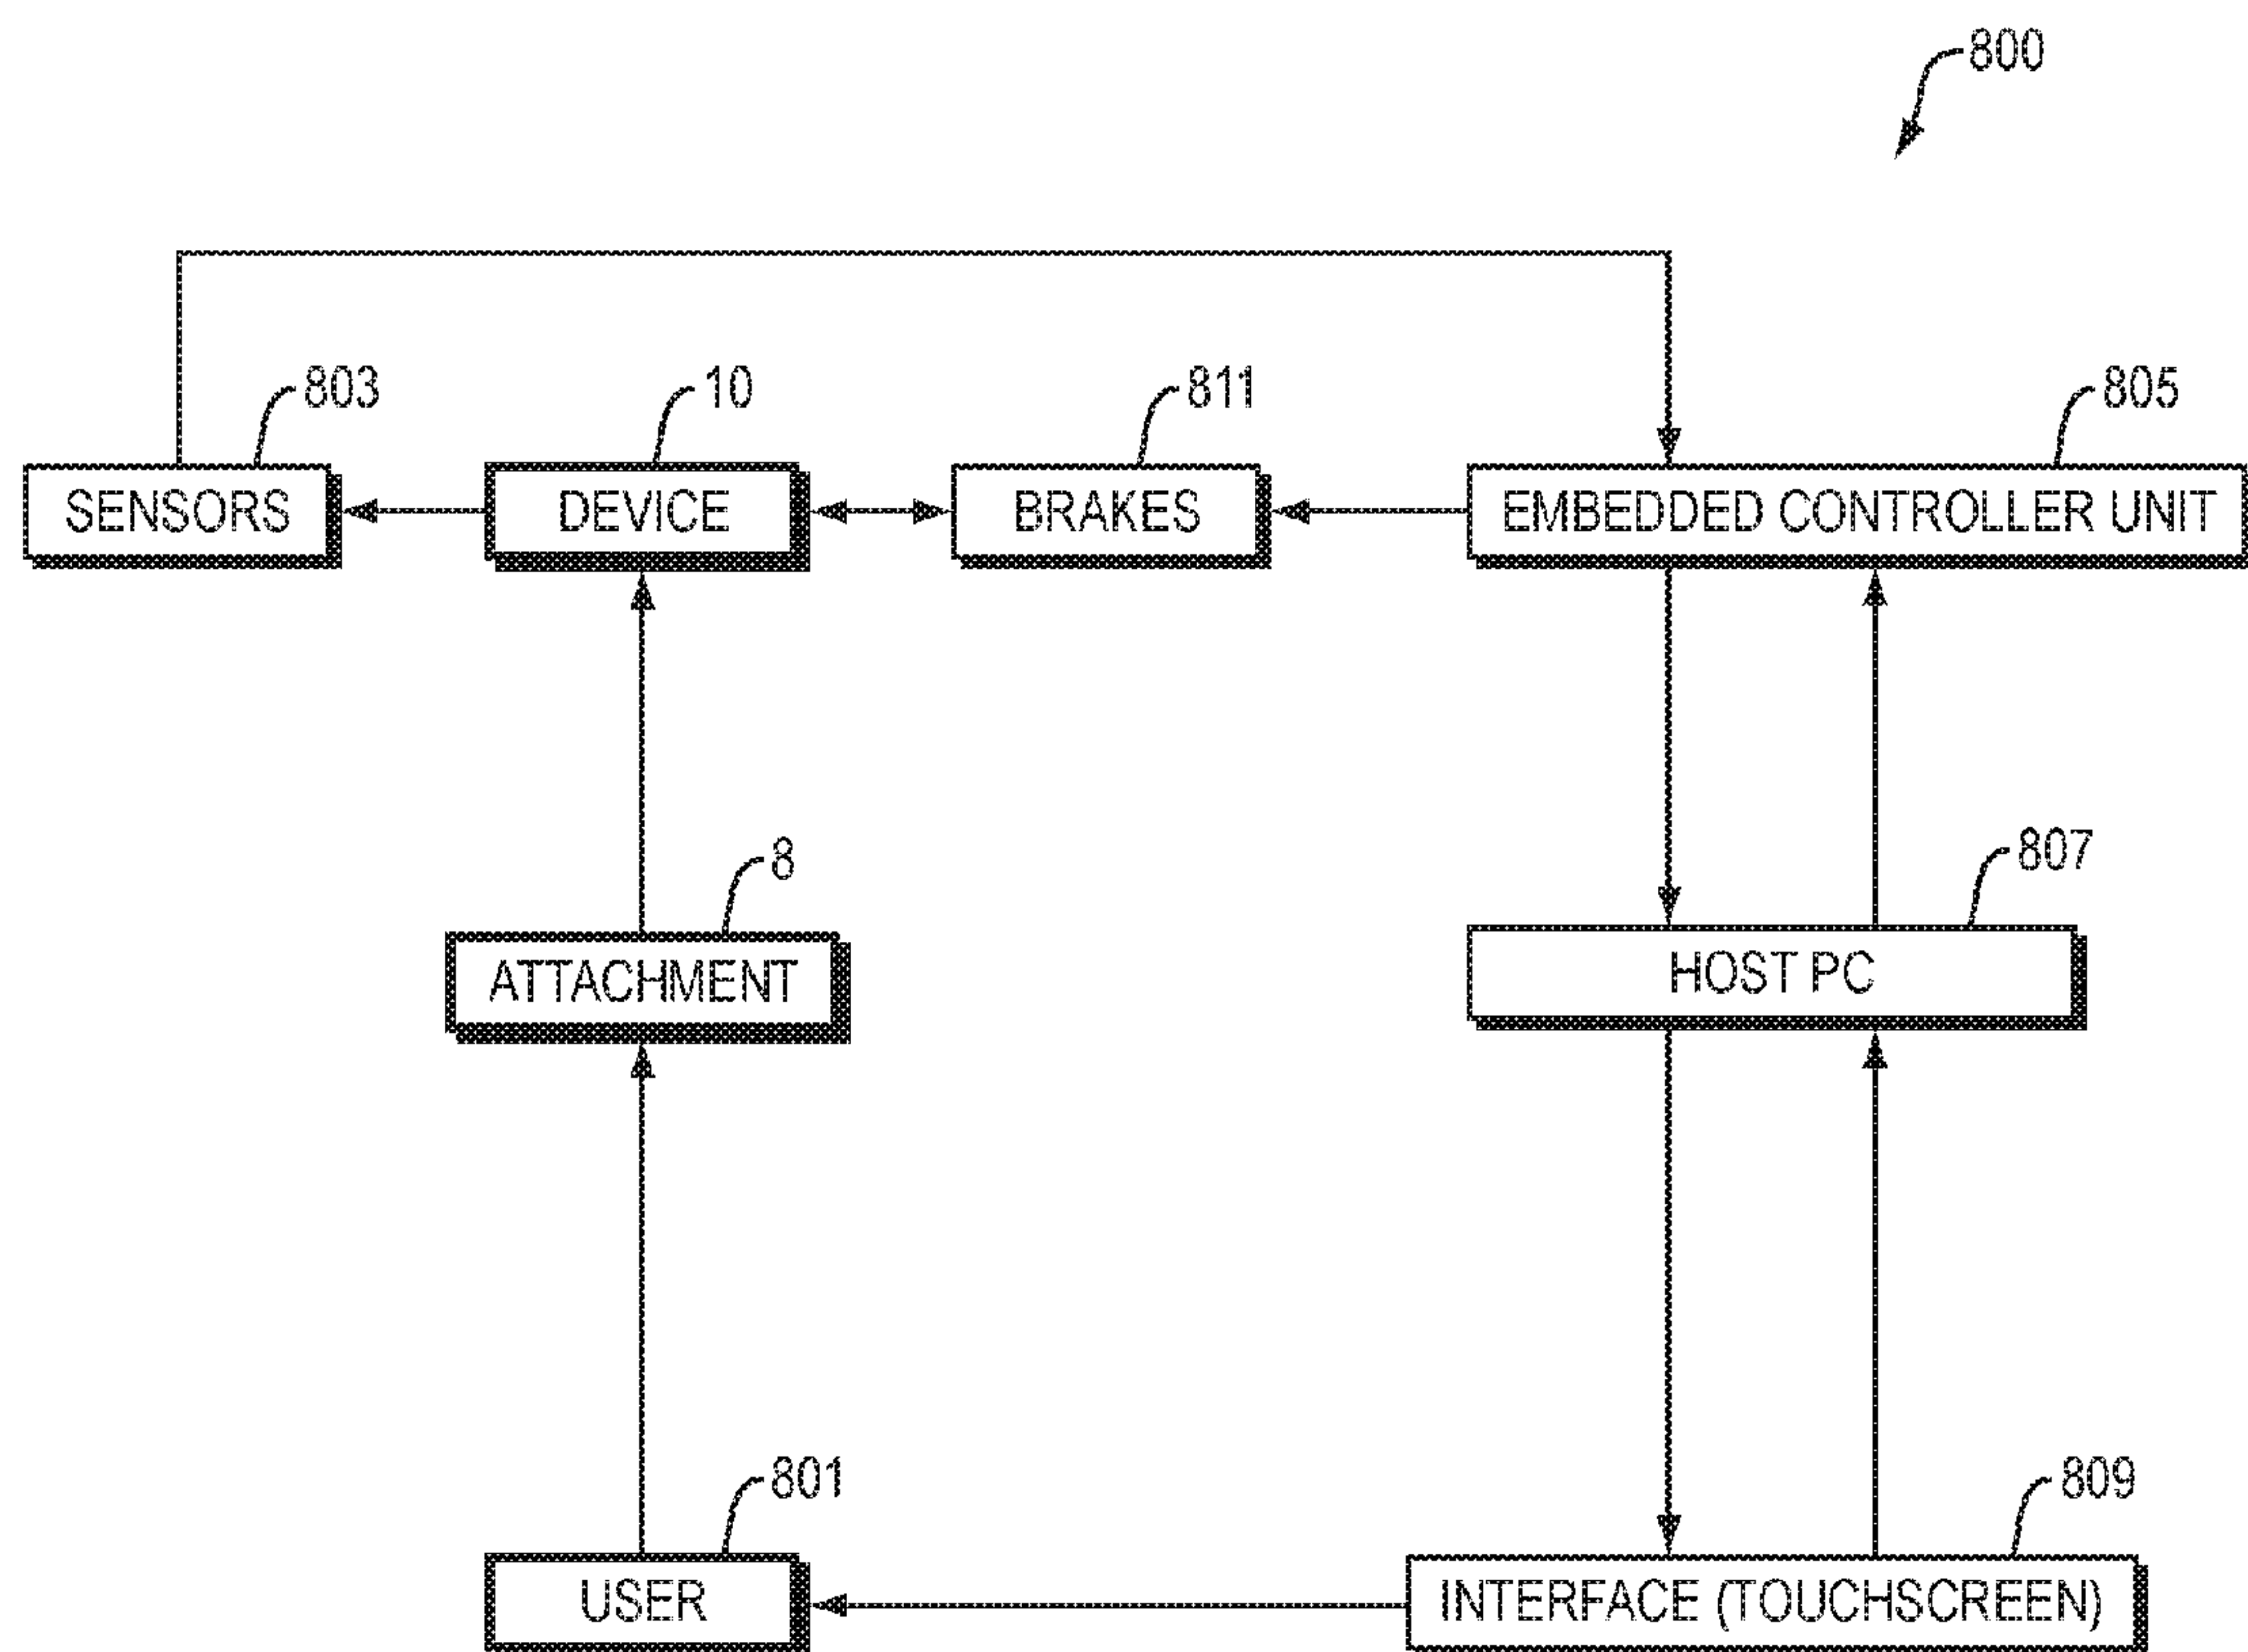 800
803
10
811
805
SENSORS
DEVICE
BRAKES
EMBEDDED CONTROLLER UNIT
8
807
ATTACHMENT
HOST PC
801
809
USER
INTERFACE (TOUCHSCREEN)